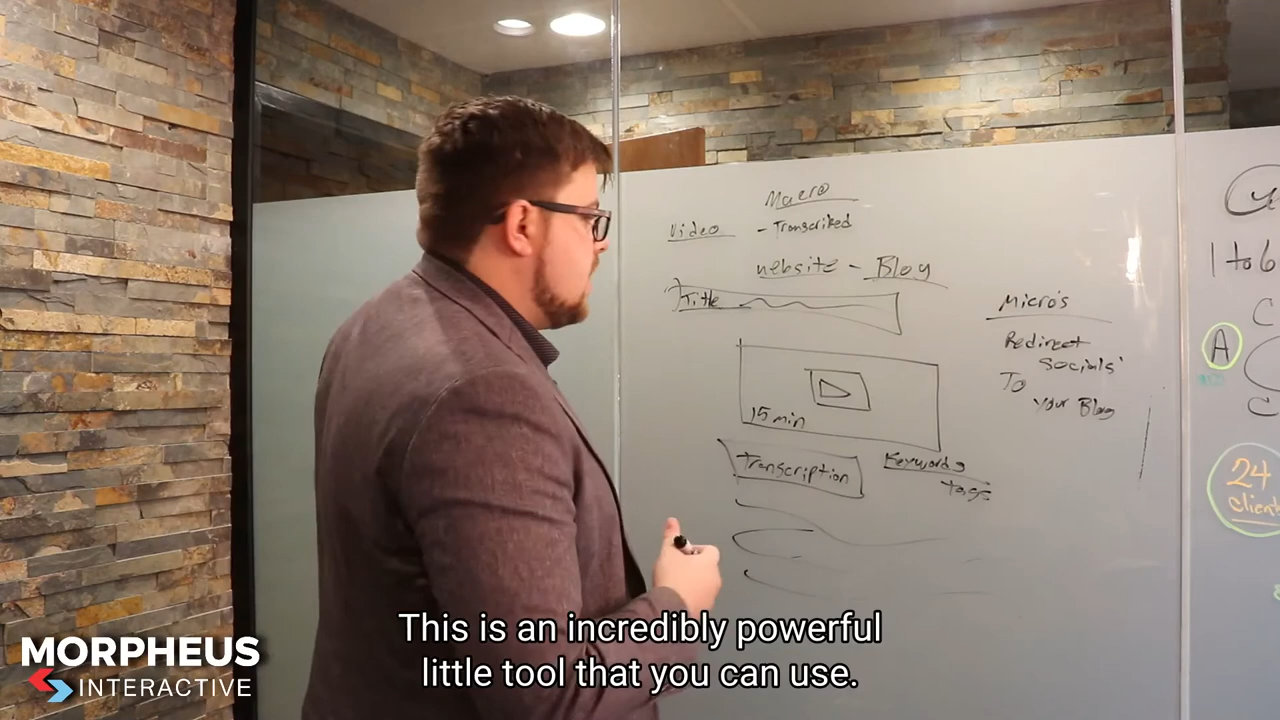 Macro
Video - Transcribed
website - Blog
Title
15 min
Transcription
Keywords
tags
Micro's
Redirect
Socials'
To
Your Blog
1 to 6
A
24
Client
This is an incredibly powerful
little tool that you can use.
MORPHEUS
INTERACTIVE